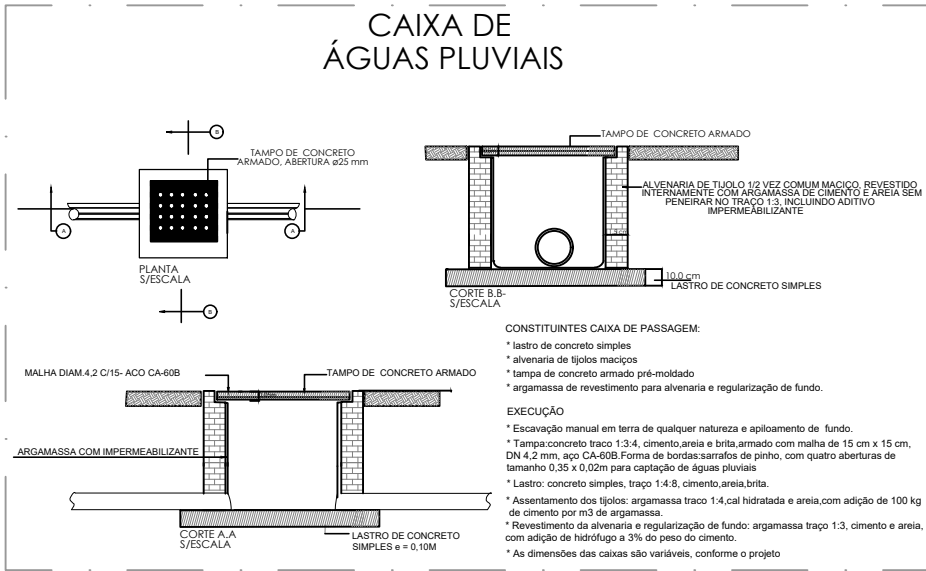 CAIXA DE
ÁGUAS PLUVIAIS
B
TAMPO DE CONCRETO
ARMADO, ABERTURA ø25 mm
A
A
PLANTA
S/ESCALA
B
TAMPO DE CONCRETO ARMADO
ALVENARIA DE TIJOLO 1/2 VEZ COMUM MACIÇO, REVESTIDO
INTERNAMENTE COM ARGAMASSA DE CIMENTO E AREIA SEM
PENEIRAR NO TRAÇO 1:3, INCLUINDO ADITIVO
IMPERMEABILIZANTE
10.0 cm
LASTRO DE CONCRETO SIMPLES
CORTE B.B-
S/ESCALA
MALHA DIAM.4,2 C/15- ACO CA-60B
TAMPO DE CONCRETO ARMADO
ARGAMASSA COM IMPERMEABILIZANTE
CORTE A.A
S/ESCALA
LASTRO DE CONCRETO
SIMPLES e = 0,10M
CONSTITUINTES CAIXA DE PASSAGEM:
* lastro de concreto simples
* alvenaria de tijolos maciços
* tampa de concreto armado pré-moldado
* argamassa de revestimento para alvenaria e regularização de fundo.
EXECUÇÃO
* Escavação manual em terra de qualquer natureza e apiloamento de fundo.
* Tampa:concreto traco 1:3:4, cimento,areia e brita,armado com malha de 15 cm x 15 cm,
DN 4,2 mm, aço CA-60B.Forma de bordas:sarrafos de pinho, com quatro aberturas de
tamanho 0,35 x 0,02m para captação de águas pluviais
* Lastro: concreto simples, traço 1:4:8, cimento,areia,brita.
* Assentamento dos tijolos: argamassa traco 1:4,cal hidratada e areia,com adição de 100 kg
de cimento por m3 de argamassa.
* Revestimento da alvenaria e regularização de fundo: argamassa traço 1:3, cimento e areia,
com adição de hidrófugo a 3% do peso do cimento.
* As dimensões das caixas são variáveis, conforme o projeto